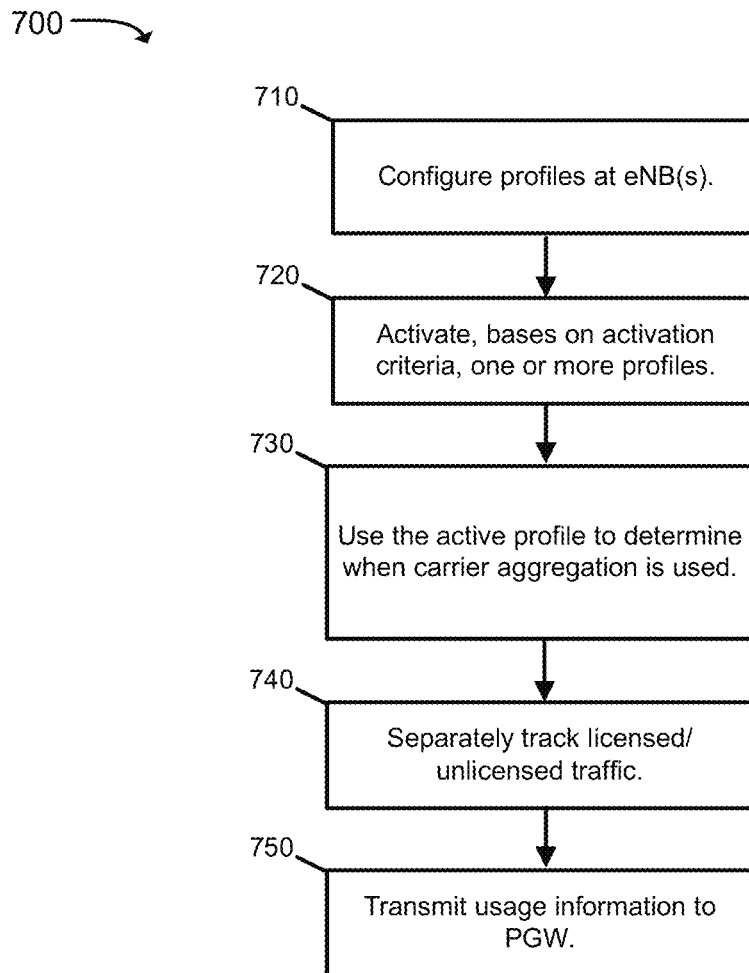 700
710
Configure profiles at eNB(s).
720
Activate, bases on activation
criteria, one or more profiles.
730
Use the active profile to determine
when carrier aggregation is used.
740
Separately track licensed/
unlicensed traffic.
750
Transmit usage information to
PGW.